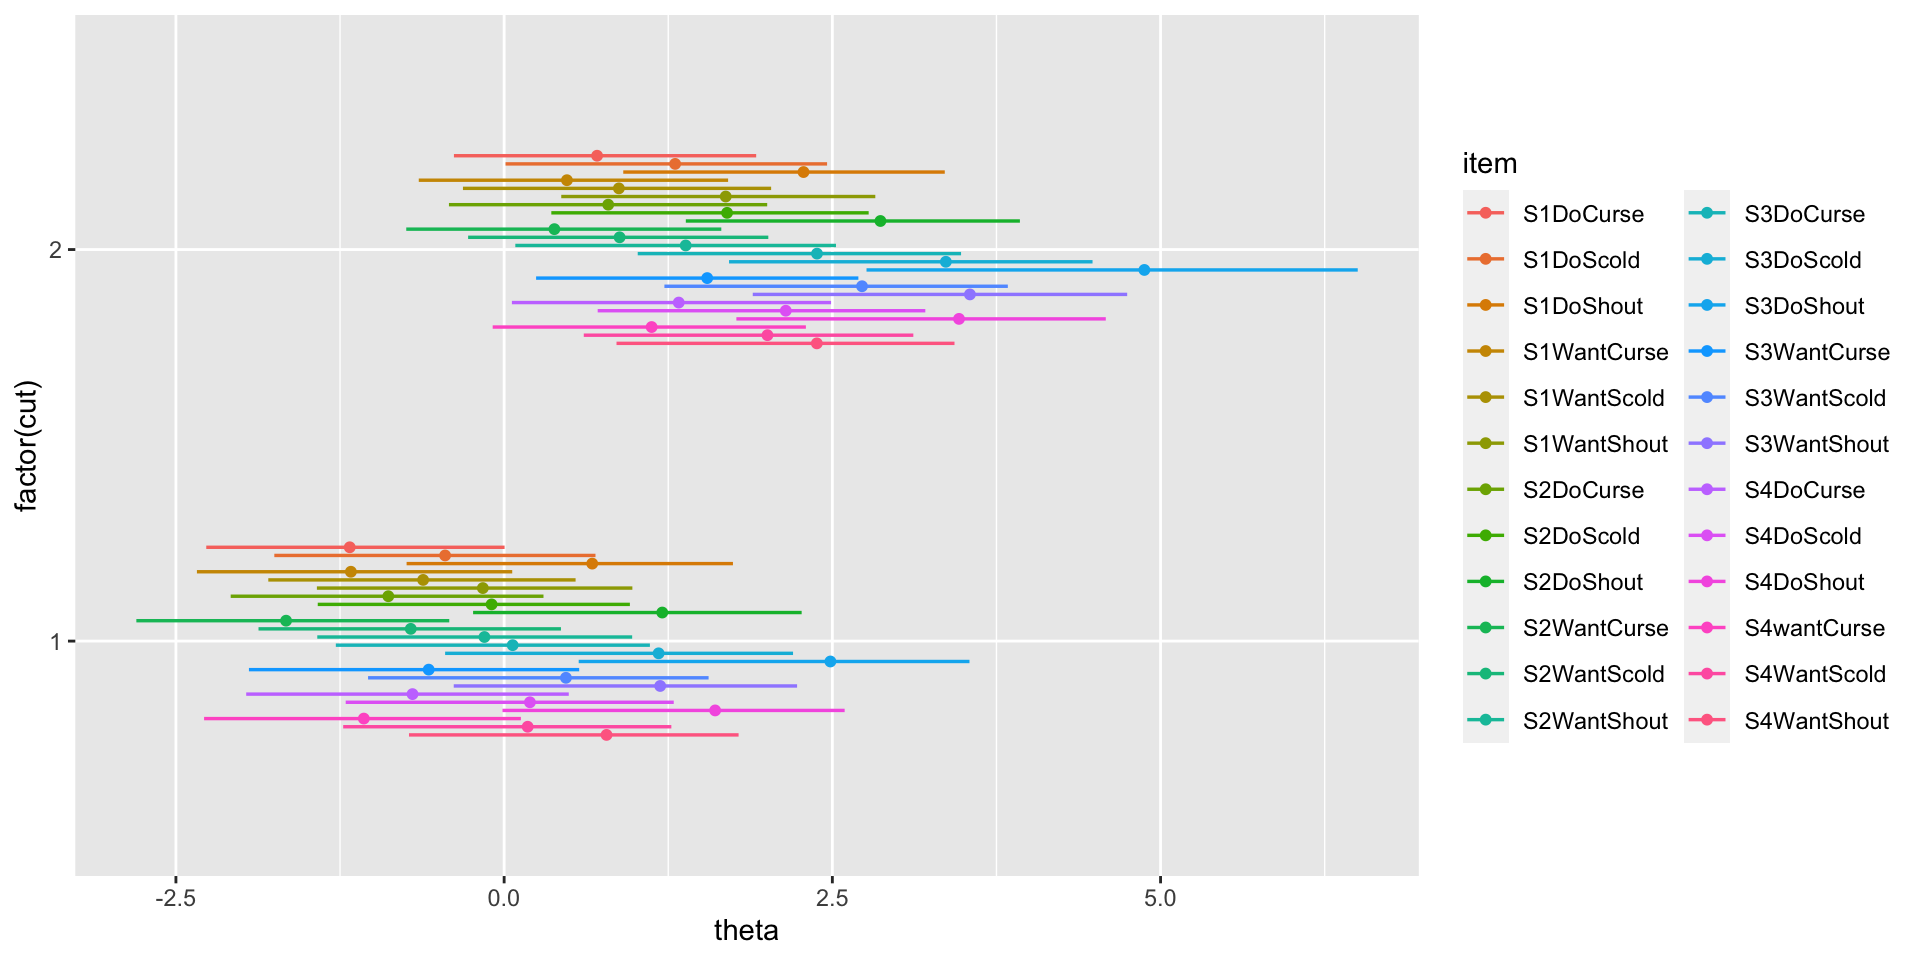 factor(cut)
2
1
-2.5
0.0
2.5
5.0
theta
item
S1DoCurse
S1DoScold
S1DoShout
S1WantCurse
S1WantScold
S1WantShout
S2DoCurse
S2DoScold
S2DoShout
S2WantCurse
S2WantScold
S2WantShout
S3DoCurse
S3DoScold
S3DoShout
S3WantCurse
S3WantScold
S3WantShout
S4DoCurse
S4DoScold
S4DoShout
S4wantCurse
S4WantScold
S4WantShout